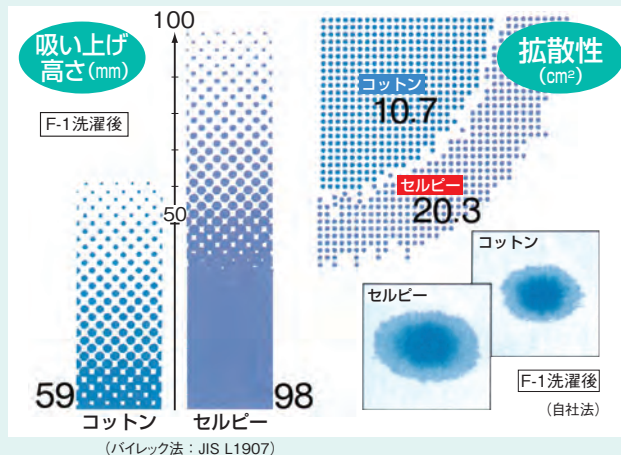 吸い上げ
高さ(mm)
F-1洗濯後
100
50
59
98
コットン
セルピー
(バイレック法：JIS L1907)
拡散性
(cm²)
コットン
10.7
セルピー
20.3
コットン
セルピー
F-1洗濯後
(自社法)